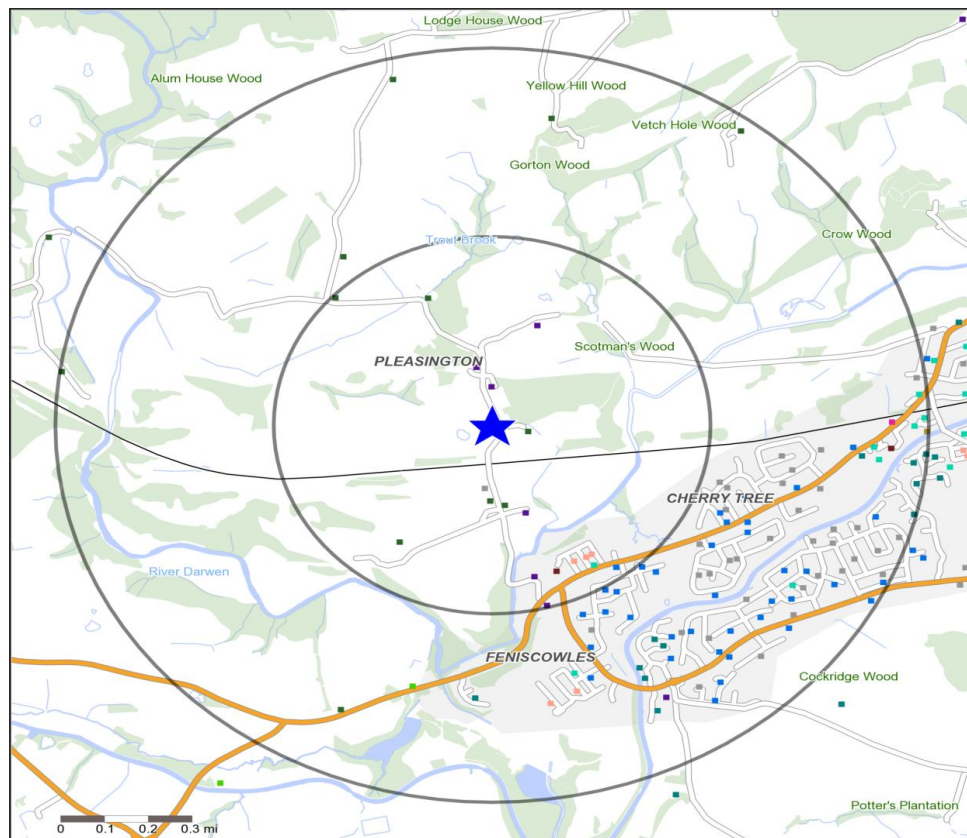 Lodge House Wood
Alum House Wood
Yellow Hill Wood
Vetch Hole Wood
Gorton Wood
Crow Wood
Trout Brook
Scotman's Wood
PLEASINGTON
CHERRY TREE
River Darwen
FENISCOWLES
Cockridge Wood
Potter's Plantation
0 0.1 0.2 0.3 mi